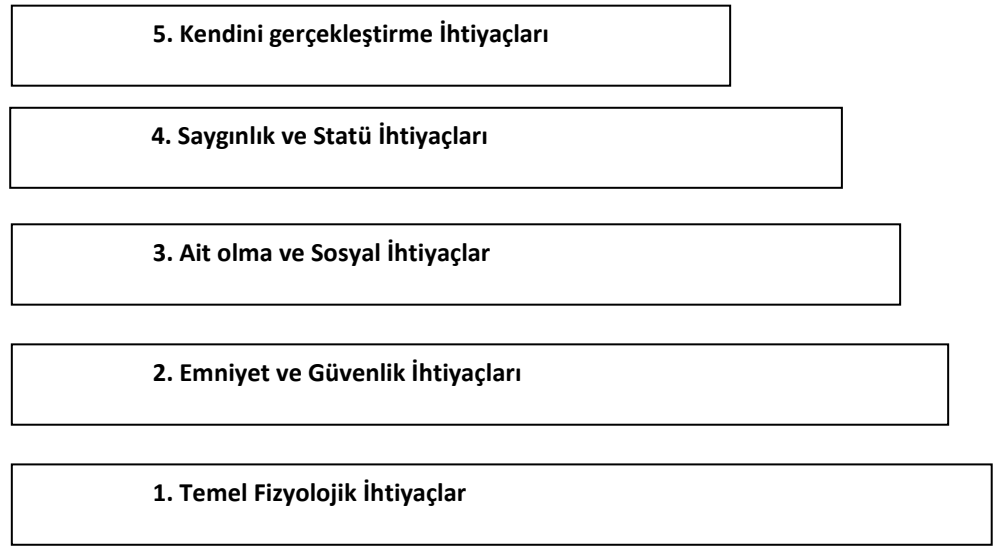 5. Kendini gerçekleştirme İhtiyaçları
4. Saygınlık ve Statü İhtiyaçları
3. Ait olma ve Sosyal İhtiyaçlar
2. Emniyet ve Güvenlik İhtiyaçları
1. Temel Fizyolojik İhtiyaçlar